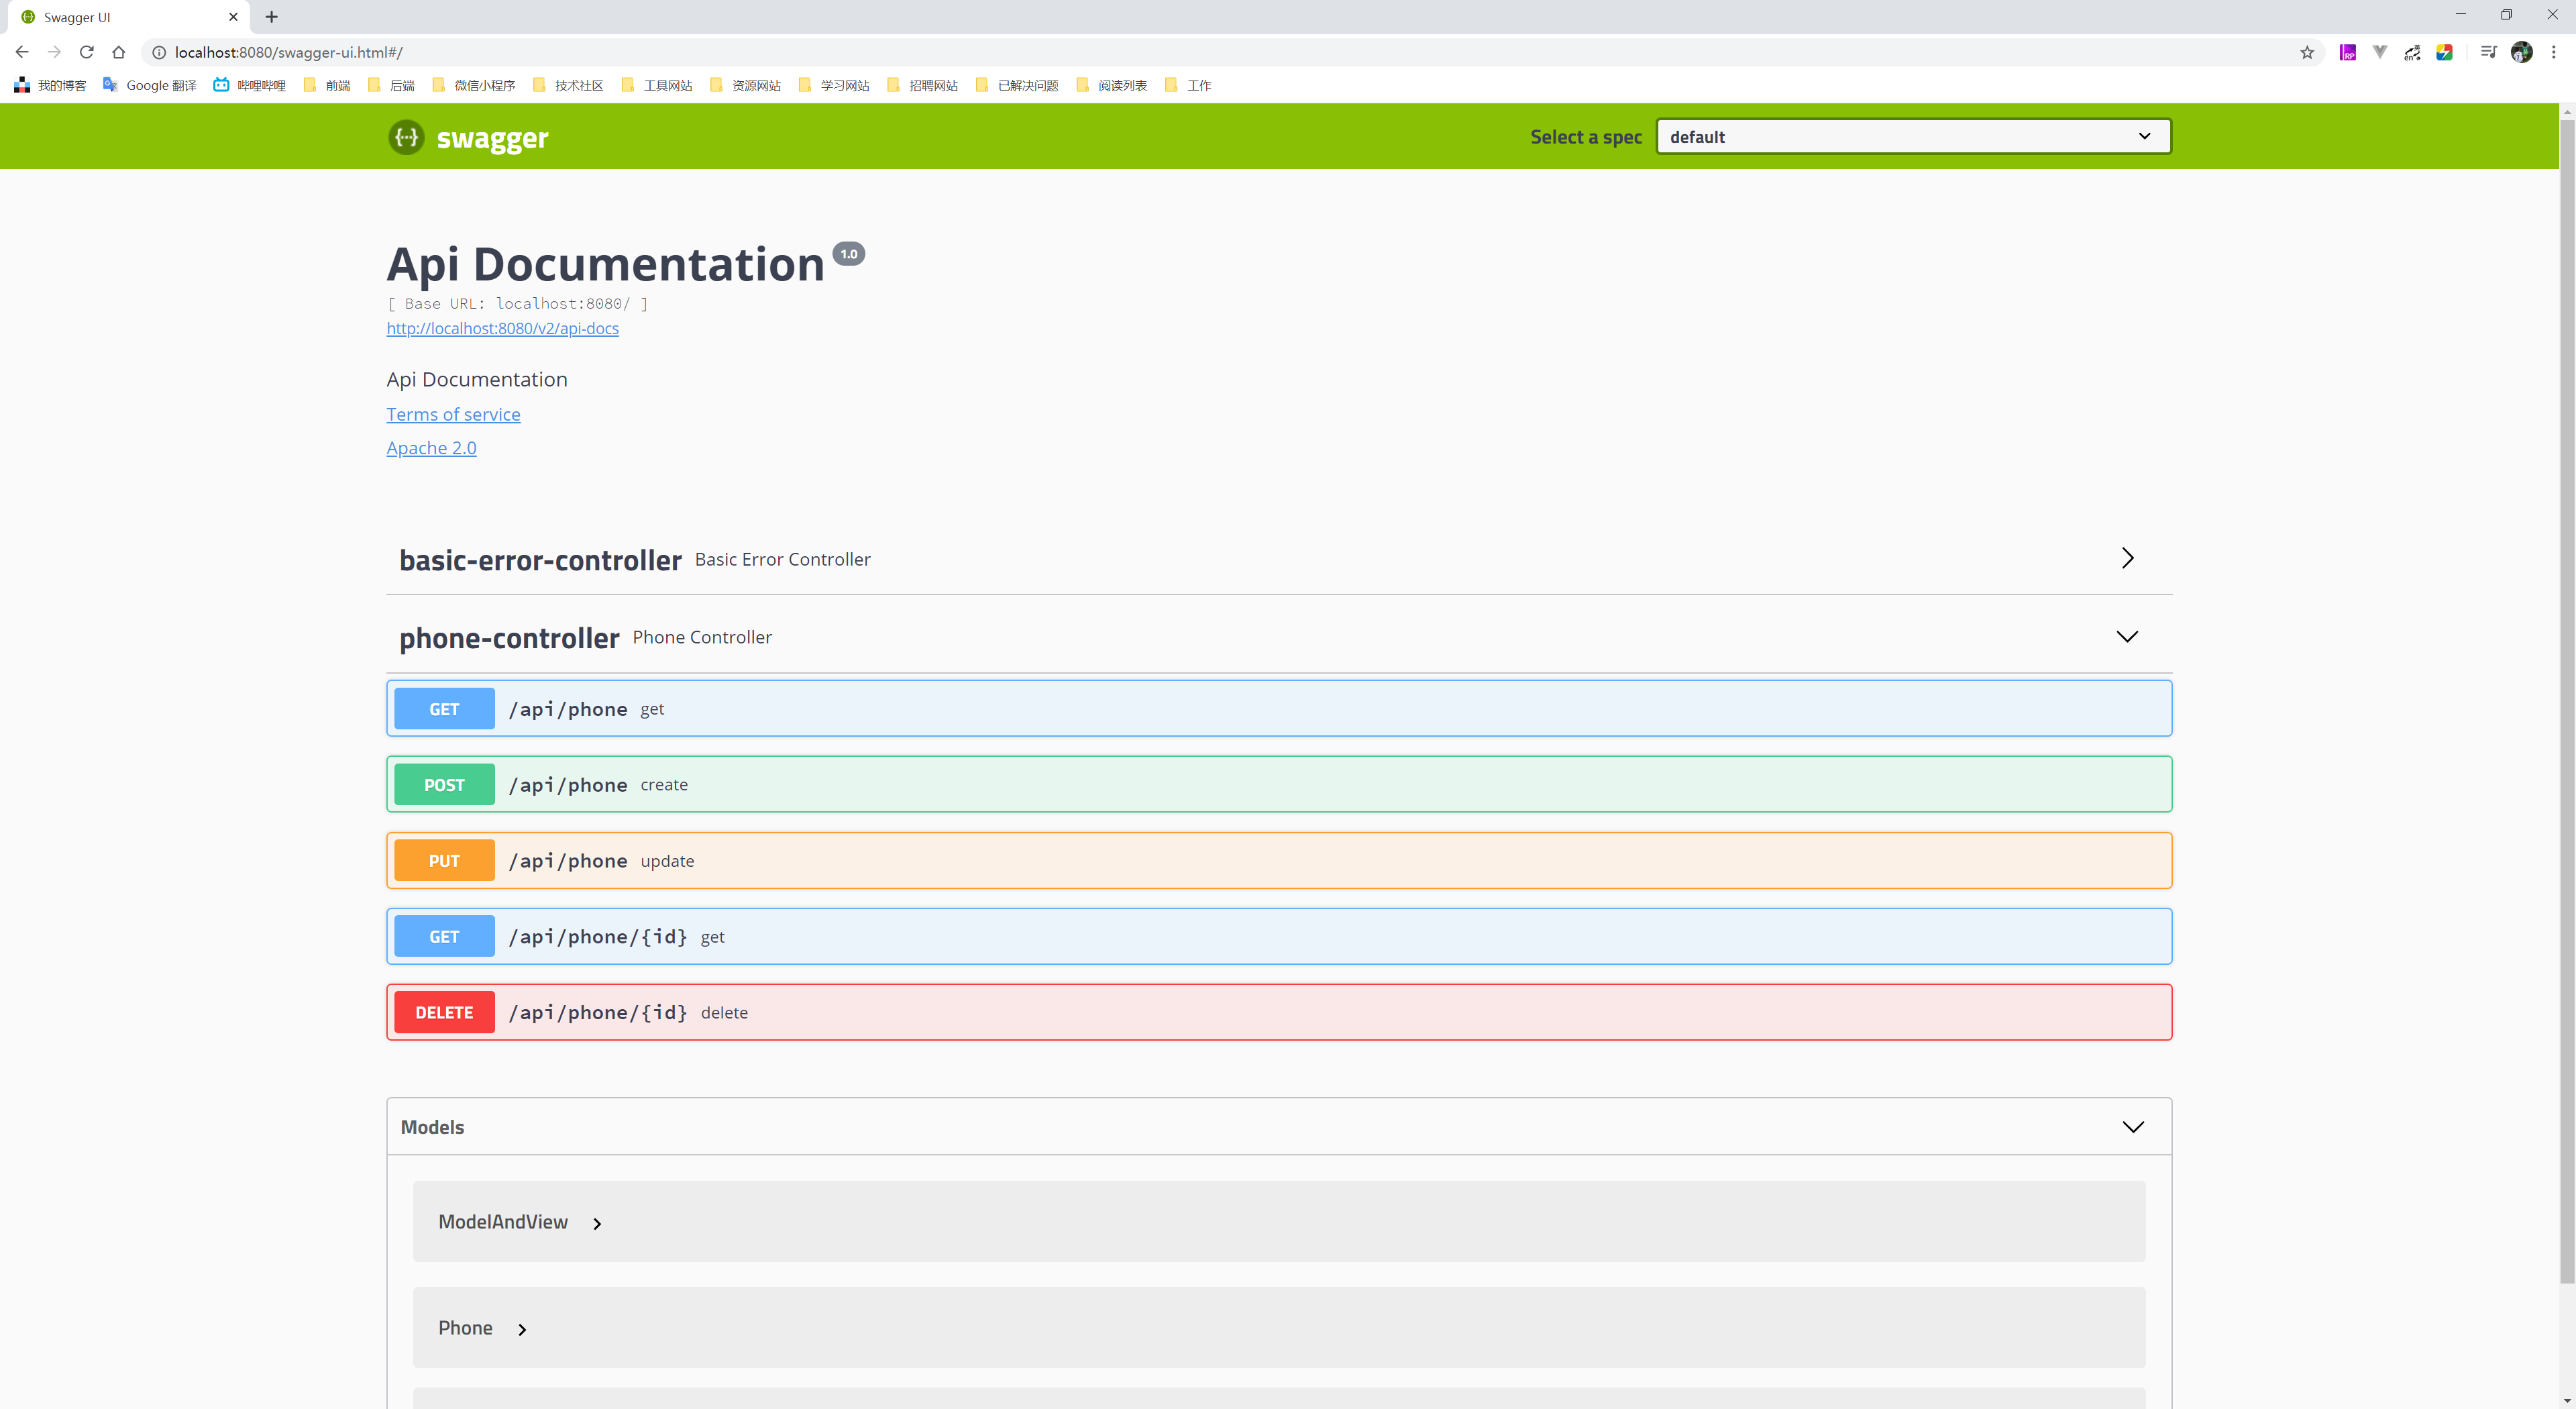 Swagger UI
localhost:8080/swagger-ui.html#/
我的博客 Google 翻译 哔哩哔哩 前端 后端 微信小程序 技术社区 工具网站 资源网站 学习网站 招聘网站 已解决问题 阅读列表 工作
swagger Select a spec default
Api Documentation 1.0
[ Base URL: localhost:8080/ ]
http://localhost:8080/v2/api-docs
Api Documentation
Terms of service
Apache 2.0
basic-error-controller Basic Error Controller
phone-controller Phone Controller
GET /api/phone get
POST /api/phone create
PUT /api/phone update
GET /api/phone/{id} get
DELETE /api/phone/{id} delete
Models
ModelAndView
Phone